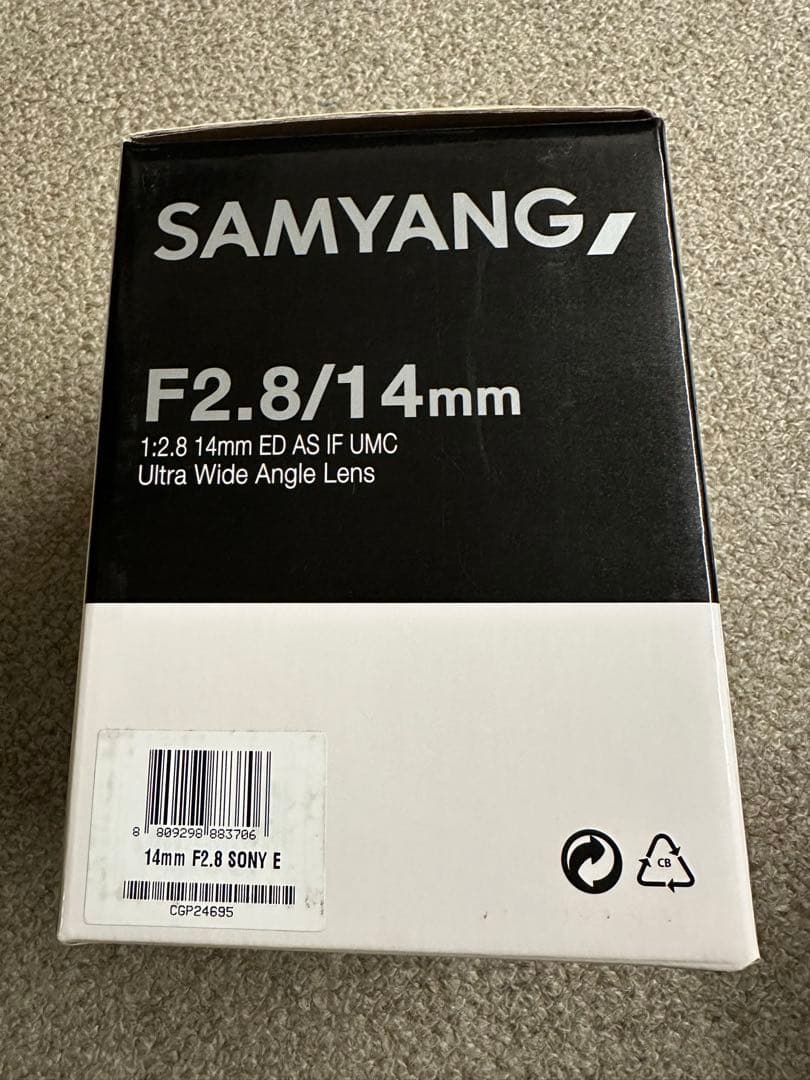 SAMYANG
F2.8/14mm
1:2.8 14mm ED AS IF UMC
Ultra Wide Angle Lens
8 809298 883706
14mm F2.8 SONY E
CGP24695
CB